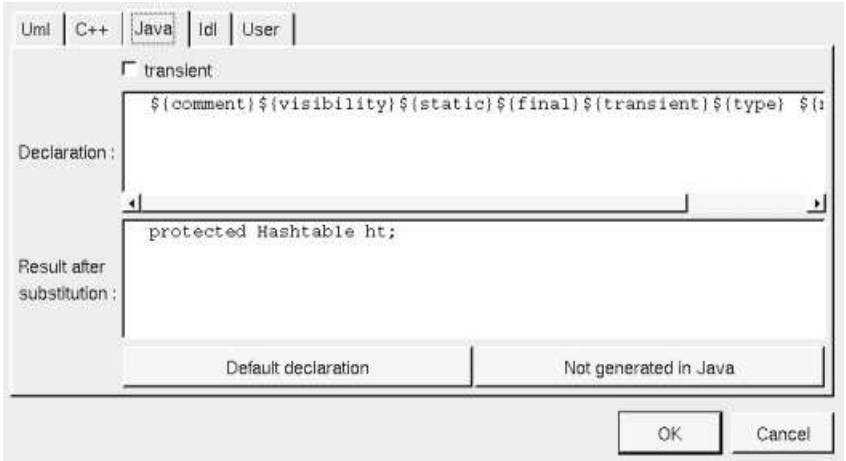 Uml C++ Java Idl User
transient
Declaration :
${comment}${visibility}${static}${final}${transient}${type} ${
protected Hashtable ht;
Result after
substitution :
Default declaration Not generated in Java
OK Cancel